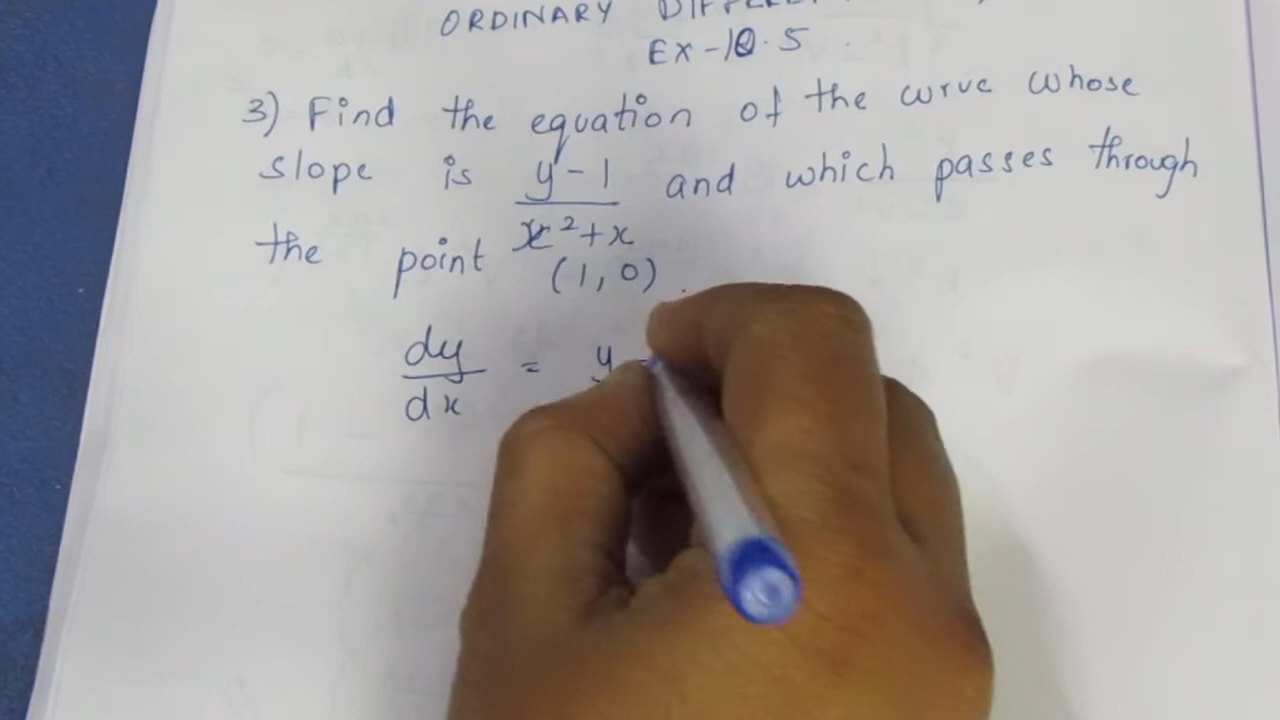 ORDINARY
EX-10.5
3) Find the equation of the curve whose
slope is y-1 and which passes through
x²+x
the point (1,0).
dy = y
dx